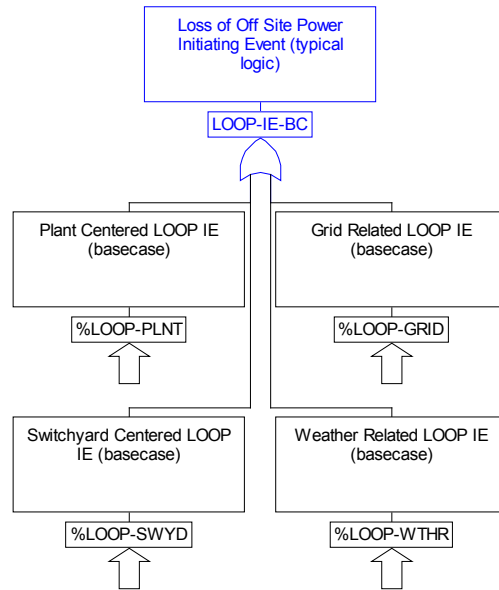 Loss of Off Site Power
Initiating Event (typical
logic)
LOOP-IE-BC
Plant Centered LOOP IE
(basecase)
%LOOP-PLNT
Grid Related LOOP IE
(basecase)
%LOOP-GRID
Switchyard Centered LOOP
IE (basecase)
%LOOP-SWYD
Weather Related LOOP IE
(basecase)
%LOOP-WTHR